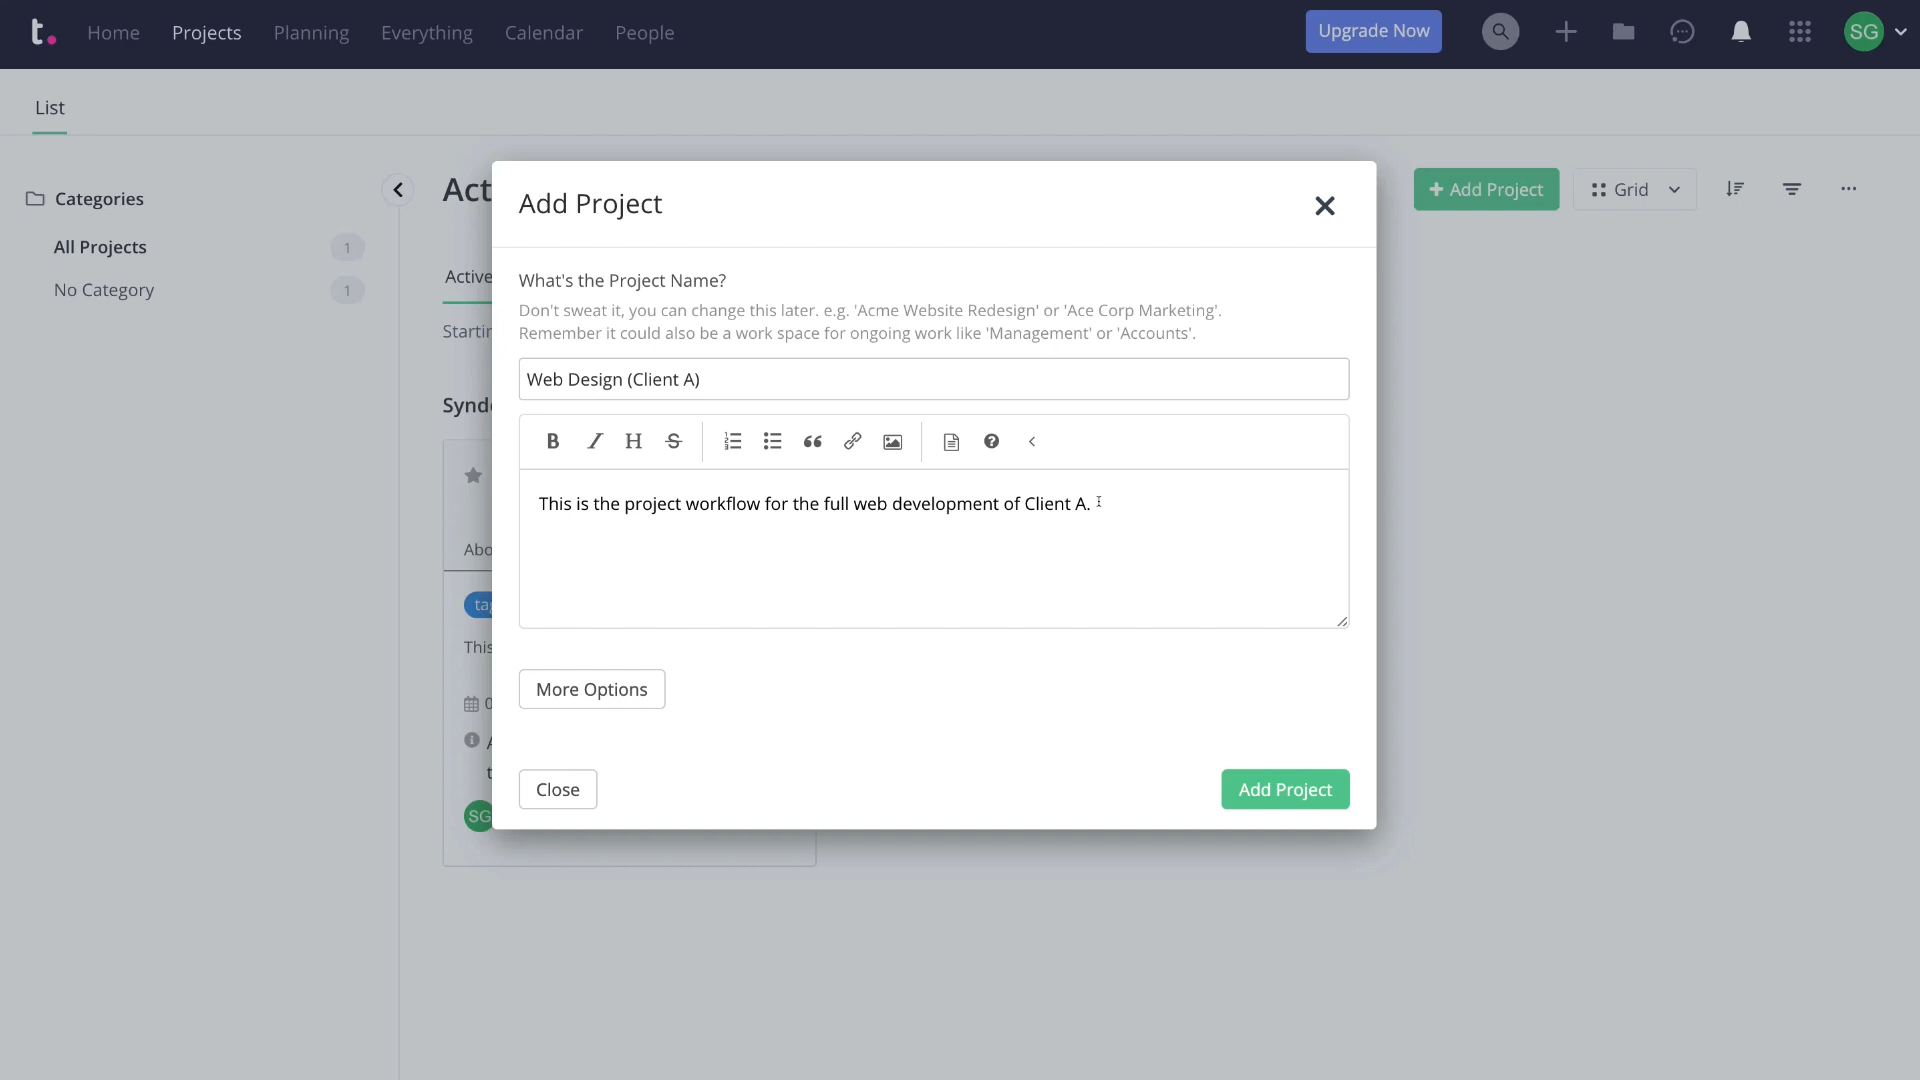 t.
Home
Projects
Planning
Everything
Calendar
People
Upgrade Now
SG
List
Categories
All Projects
1
No Category
1
Act
+ Add Project
Grid
Active
Add Project
What's the Project Name?
Don't sweat it, you can change this later. e.g. 'Acme Website Redesign' or 'Ace Corp Marketing'.
Remember it could also be a work space for ongoing work like 'Management' or 'Accounts'.
Web Design (Client A)
B I H S
This is the project workflow for the full web development of Client A.
More Options
Close
Add Project
This
SG